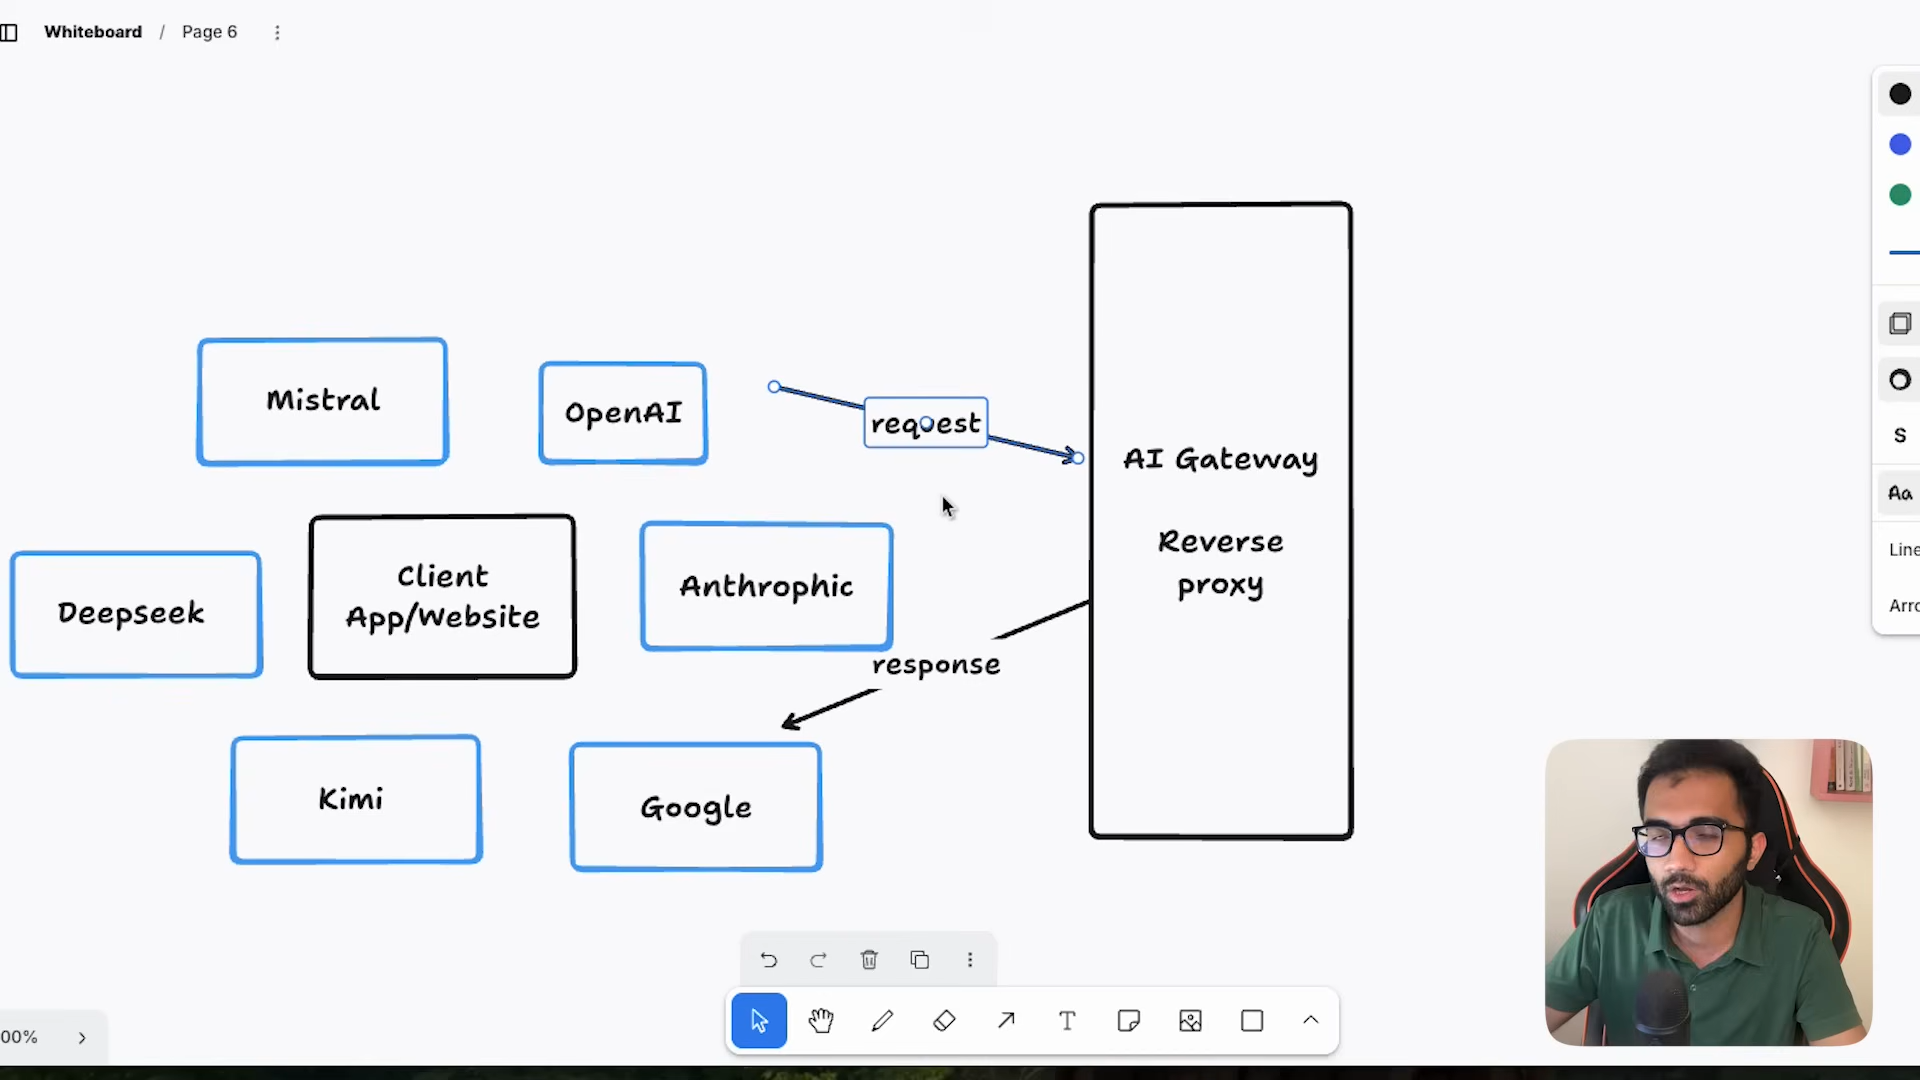 Whiteboard / Page 6
Mistral
OpenAI
request
AI Gateway
Reverse
proxy
Deepseek
Client
App/Website
Anthrophic
response
Kimi
Google
S
Aa
Line
Arro
00%